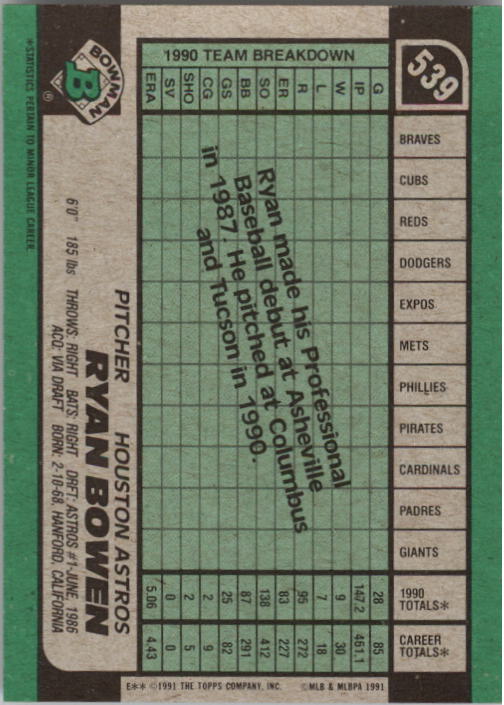 539
BOWMAN
B
®
PITCHER HOUSTON ASTROS
RYAN BOWEN
6'0" 185 lbs THROWS: RIGHT BATS: RIGHT DRFT: ASTROS #1-JUNE, 1986
ACQ: VIA DRAFT BORN: 2-10-68, HANFORD, CALIFORNIA
*STATISTICS PERTAIN TO MINOR LEAGUE CAREER.
1990 TEAM BREAKDOWN
G IP W L R ER SO BB GS CG SHO SV ERA
BRAVES
CUBS
REDS
DODGERS
EXPOS
METS
PHILLIES
PIRATES
CARDINALS
PADRES
GIANTS
1990 TOTALS* 28 147.2 9 7 95 83 138 87 25 2 2 0 5.06
CAREER TOTALS* 85 461.1 30 18 272 227 412 291 82 9 5 0 4.43
Ryan made his Professional
Baseball debut at Asheville
in 1987. He pitched at Columbus
and Tucson in 1990.
E** ©1991 THE TOPPS COMPANY, INC. ©MLB & MLBPA 1991